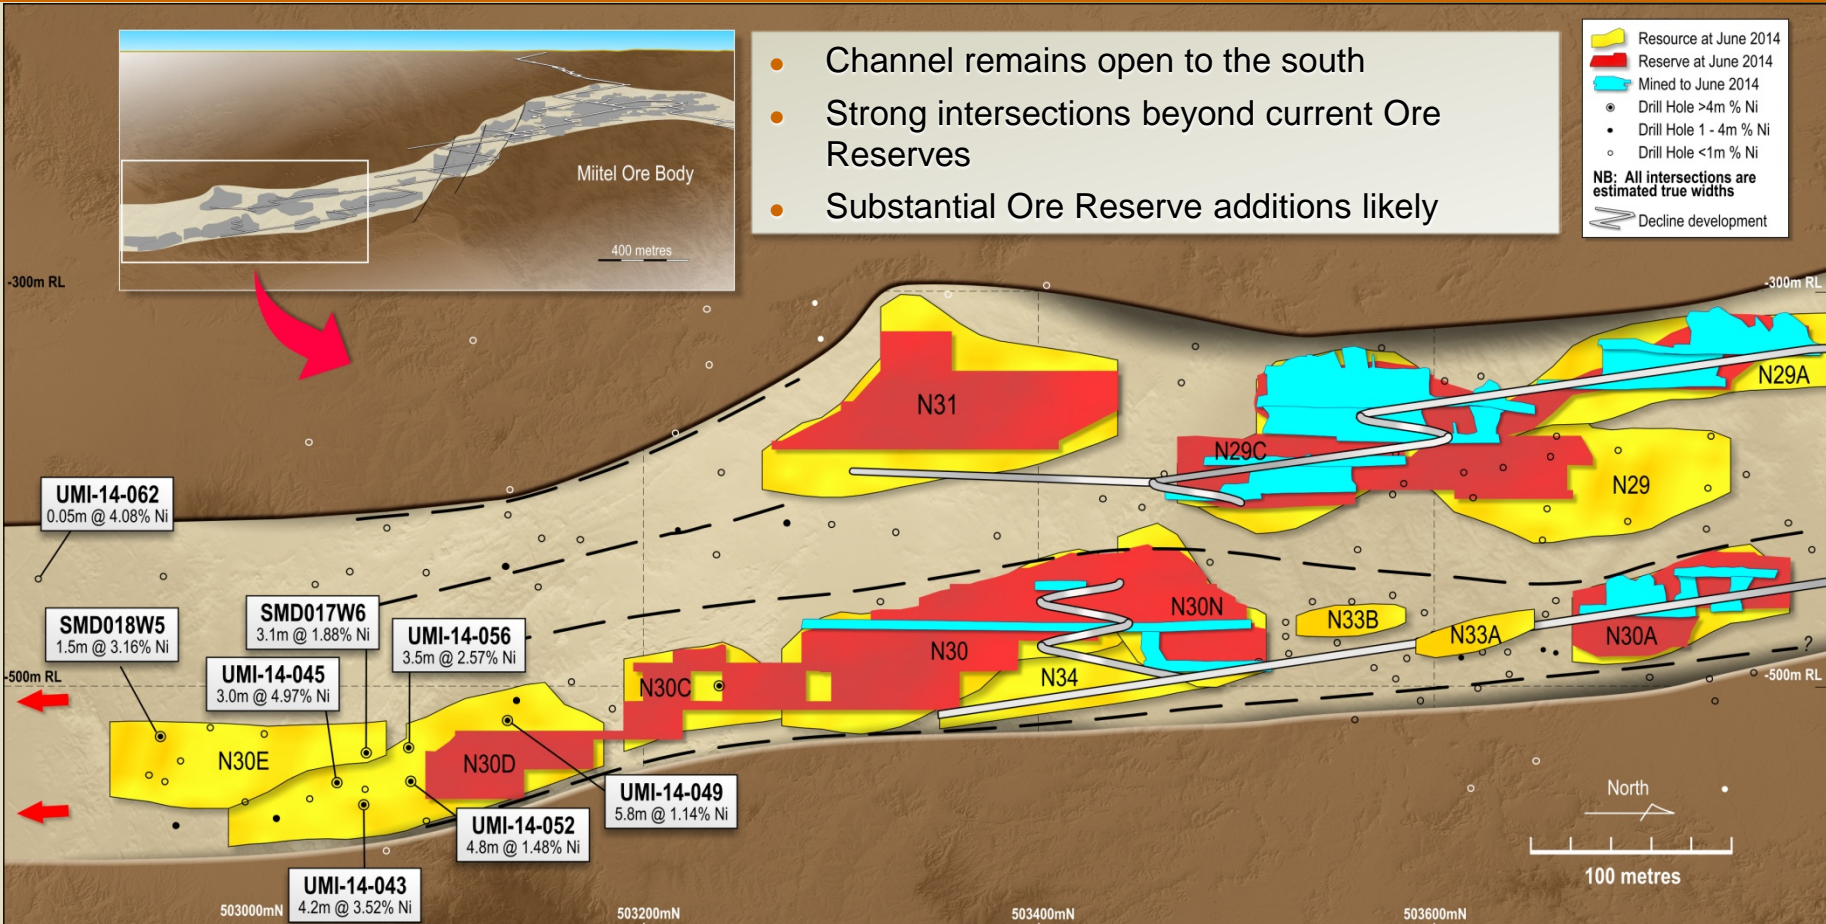 Miitel Ore Body
400 metres
• Channel remains open to the south
• Strong intersections beyond current Ore
Reserves
• Substantial Ore Reserve additions likely
Resource at June 2014
Reserve at June 2014
Mined to June 2014
Drill Hole >4m % Ni
Drill Hole 1 - 4m % Ni
Drill Hole <1m % Ni
NB: All intersections are
estimated true widths
Decline development
-300m RL
-300m RL
N31
N29A
N29C
N29
UMI-14-062
0.05m @ 4.08% Ni
SMD018W5
1.5m @ 3.16% Ni
SMD017W6
3.1m @ 1.88% Ni
UMI-14-056
3.5m @ 2.57% Ni
UMI-14-045
3.0m @ 4.97% Ni
N30N
N33B
N33A
N30A
N30
N34
N30C
?
-500m RL
-500m RL
N30E
N30D
UMI-14-049
5.8m @ 1.14% Ni
UMI-14-052
4.8m @ 1.48% Ni
UMI-14-043
4.2m @ 3.52% Ni
North
100 metres
503000mN
503200mN
503400mN
503600mN